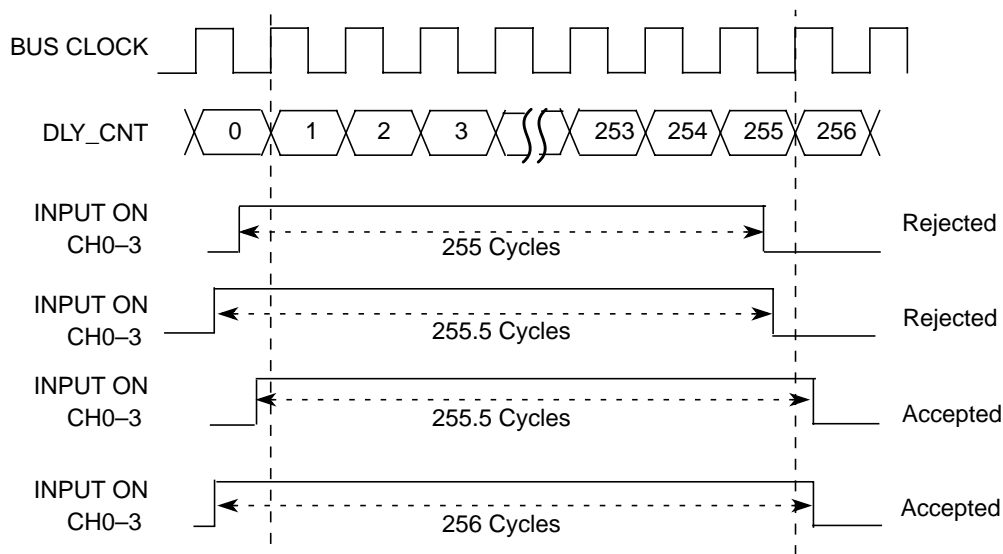 BUS CLOCK
DLY_CNT
0 1 2 3 253 254 255 256
INPUT ON
CH0–3
255 Cycles
Rejected
INPUT ON
CH0–3
255.5 Cycles
Rejected
INPUT ON
CH0–3
255.5 Cycles
Accepted
INPUT ON
CH0–3
256 Cycles
Accepted